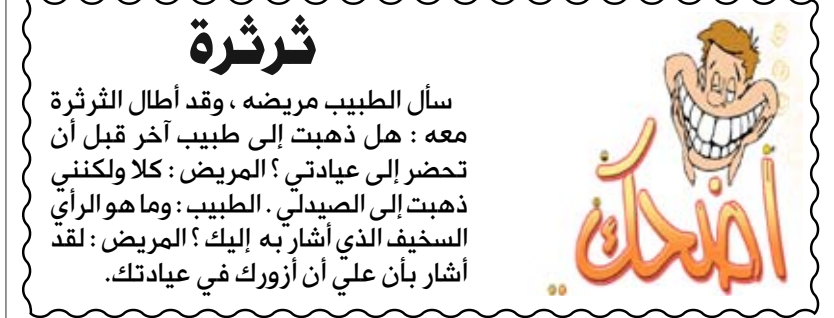 ثرثرة
سأل الطبيب مريضه ، وقد أطال الثرثرة
معه : هل ذهبت إلى طبيب آخر قبل أن
تحضر إلى عيادتي ؟ المريض : كلا ولكنني
ذهبت إلى الصيدلي . الطبيب : وما هو الرأي
السخيف الذي أشار به إليك ؟ المريض : لقد
أشار بأن علي أن أزورك في عيادتك.
أضحك..